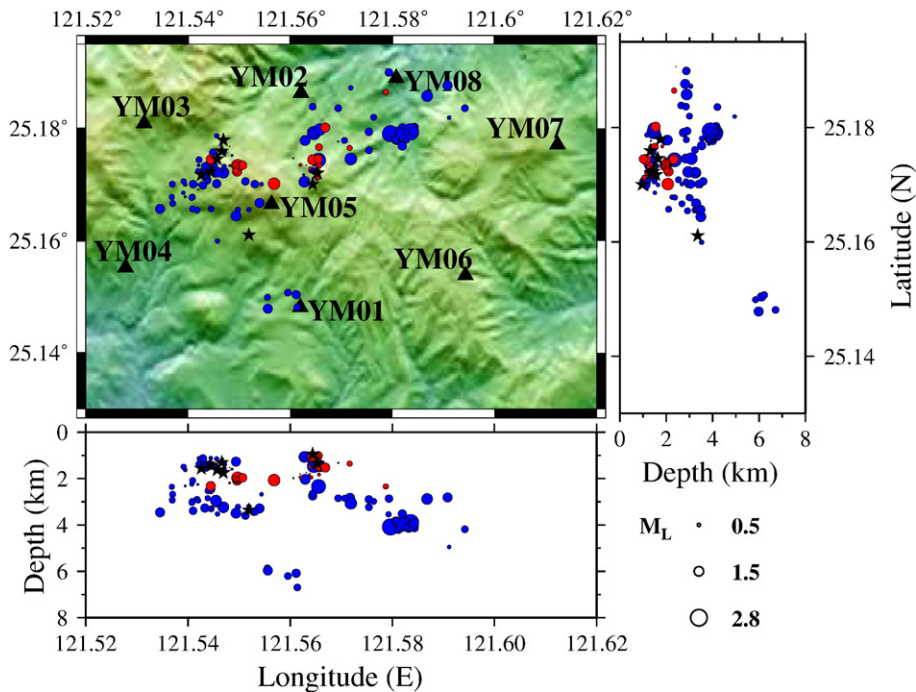 121.52° 121.54° 121.56° 121.58° 121.6° 121.62°
YM02 YM08
YM03
25.18° YM07 25.18°
YM05
25.16° 25.16°
YM04 YM06
YM01
25.14° 25.14°
Latitude (N)
0 2 4 6 8
Depth (km)
0
2
4
6
8
Depth (km)
121.52° 121.54° 121.56° 121.58° 121.6° 121.62°
Longitude (E)
M_L 0.5
1.5
2.8